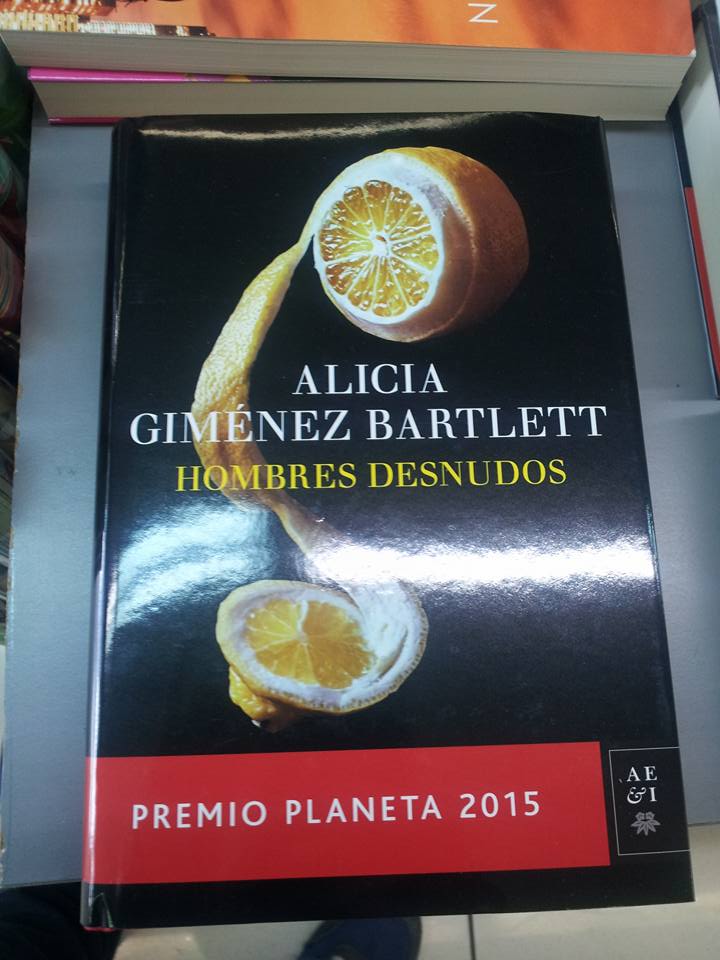 N
ALICIA
GIMÉNEZ BARTLETT
HOMBRES DESNUDOS
PREMIO PLANETA 2015
AE
&I